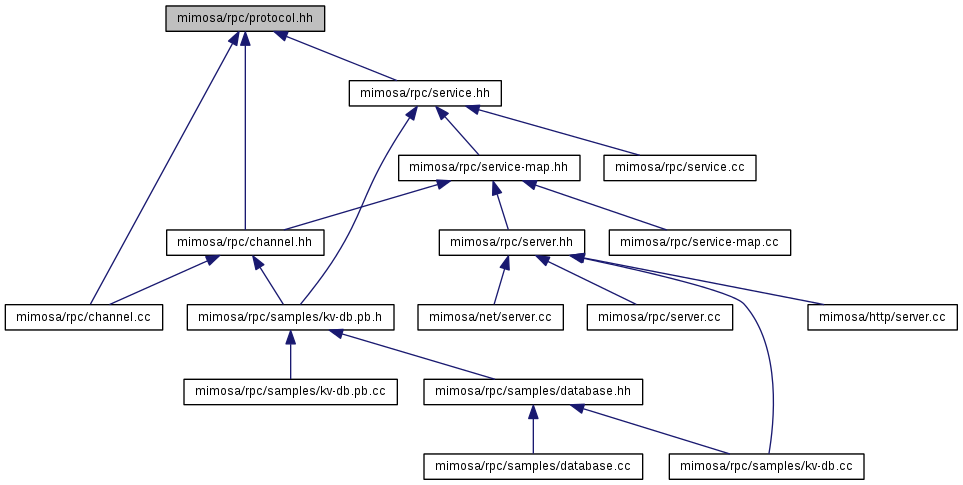 mimosa/rpc/protocol.hh
mimosa/rpc/service.hh
mimosa/rpc/service-map.hh
mimosa/rpc/service.cc
mimosa/rpc/channel.hh
mimosa/rpc/server.hh
mimosa/rpc/service-map.cc
mimosa/rpc/channel.cc
mimosa/rpc/samples/kv-db.pb.h
mimosa/net/server.cc
mimosa/rpc/server.cc
mimosa/http/server.cc
mimosa/rpc/samples/kv-db.pb.cc
mimosa/rpc/samples/database.hh
mimosa/rpc/samples/database.cc
mimosa/rpc/samples/kv-db.cc